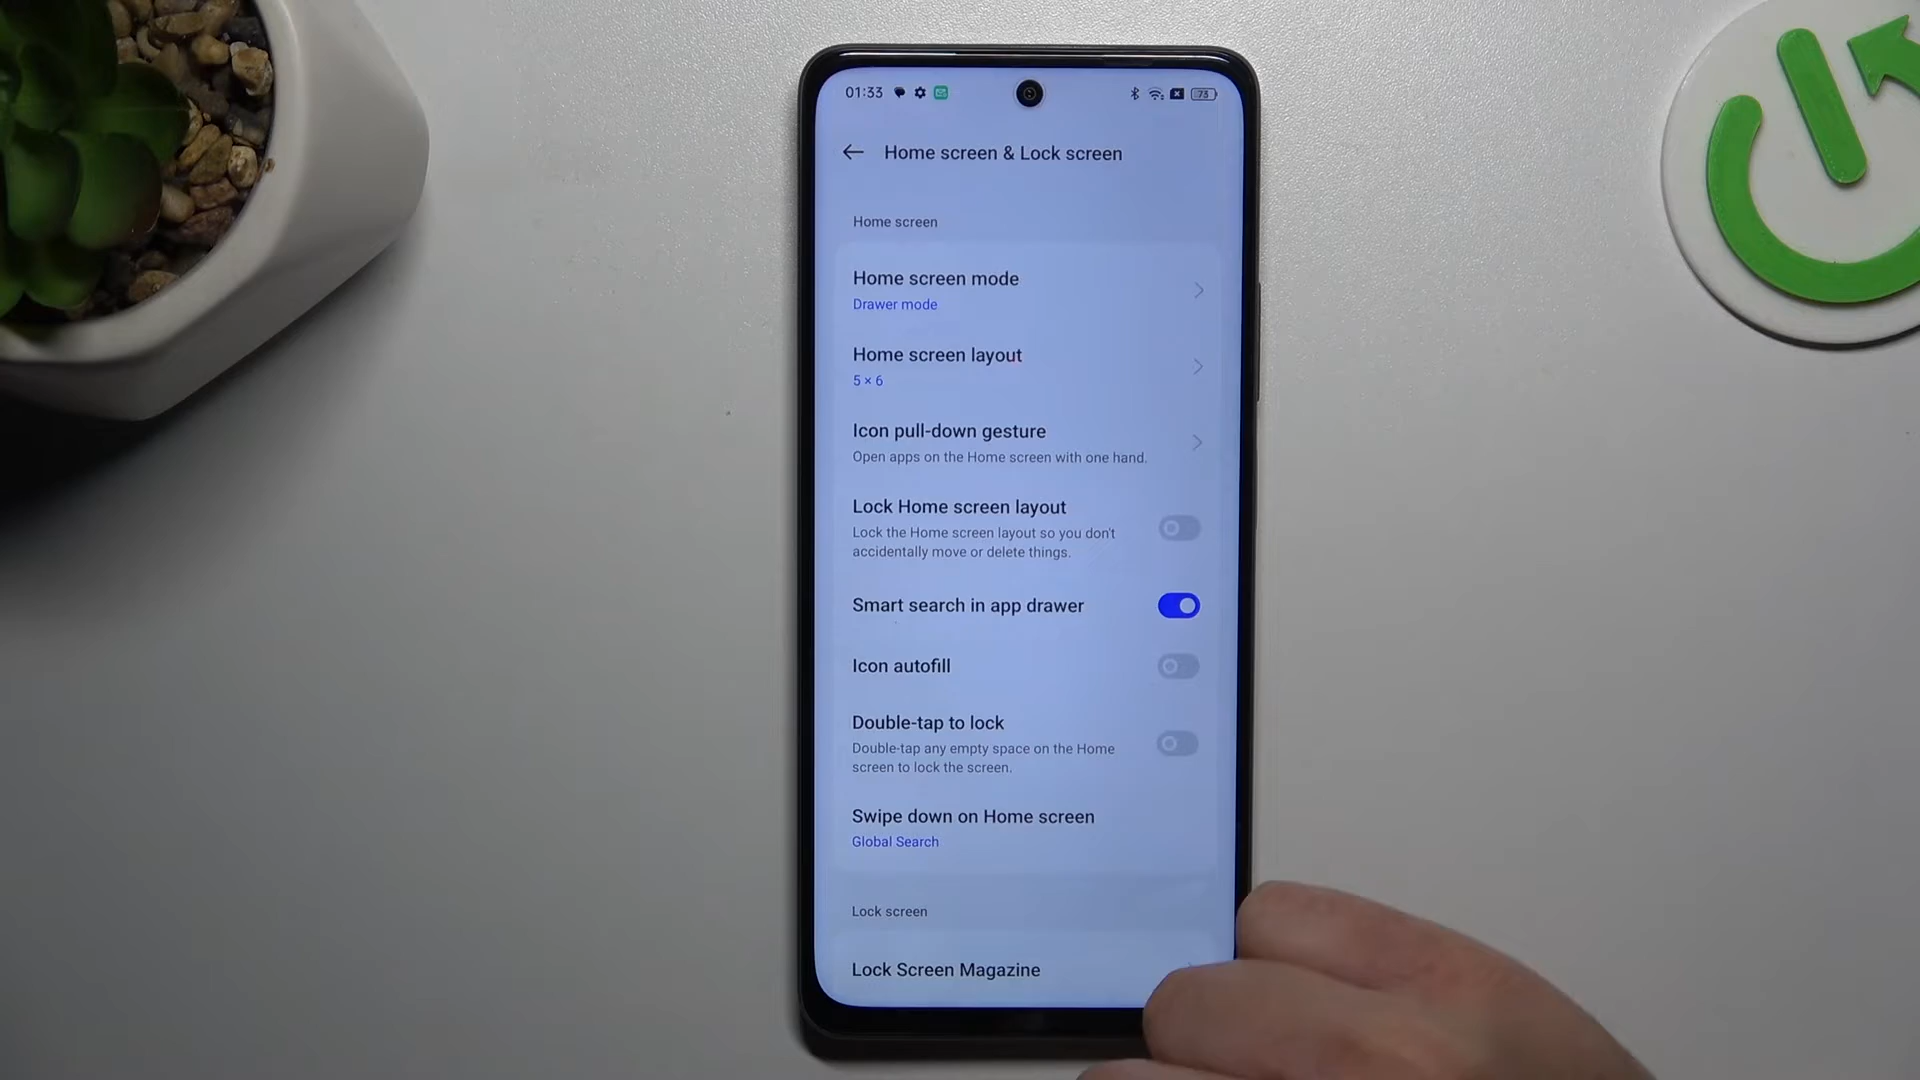 01:33
73
Home screen & Lock screen
Home screen
Home screen mode
Drawer mode
Home screen layout
5 × 6
Icon pull-down gesture
Open apps on the Home screen with one hand.
Lock Home screen layout
Lock the Home screen layout so you don't
accidentally move or delete things.
Smart search in app drawer
Icon autofill
Double-tap to lock
Double-tap any empty space on the Home
screen to lock the screen.
Swipe down on Home screen
Global Search
Lock screen
Lock Screen Magazine